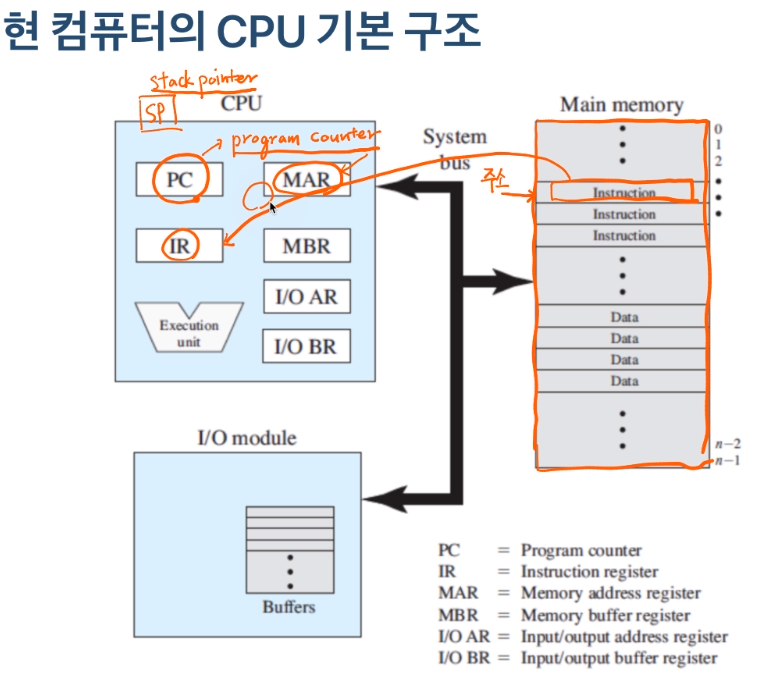 현 컴퓨터의 CPU 기본 구조
stack pointer
SP
CPU
program counter
PC
MAR
IR
MBR
I/O AR
I/O BR
Execution
unit
System
bus
주소
Main memory
0
1
2
Instruction
Instruction
Instruction
Data
Data
Data
Data
n−2
n−1
I/O module
Buffers
PC = Program counter
IR = Instruction register
MAR = Memory address register
MBR = Memory buffer register
I/O AR = Input/output address register
I/O BR = Input/output buffer register